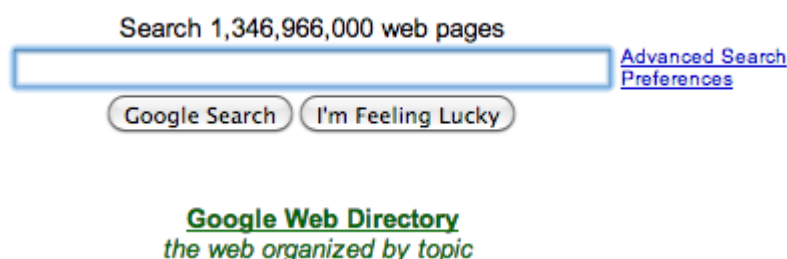 Search 1,346,966,000 web pages
Advanced Search
Preferences
Google Search I'm Feeling Lucky
Google Web Directory
the web organized by topic